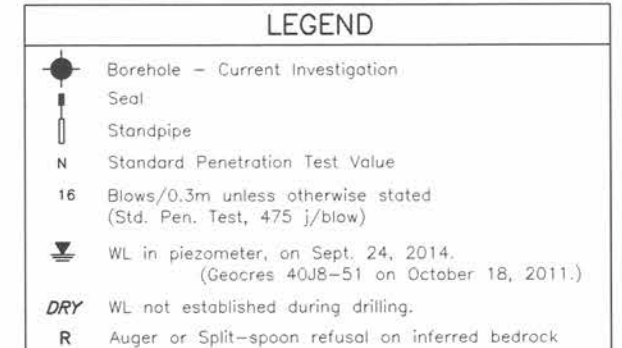 LEGEND
Borehole – Current Investigation
Seal
Standpipe
N Standard Penetration Test Value
16 Blows/0.3m unless otherwise stated
(Std. Pen. Test, 475 j/blow)
WL in piezometer, on Sept. 24, 2014.
(Geocres 40J8–51 on October 18, 2011.)
DRY WL not established during drilling.
R Auger or Split–spoon refusal on inferred bedrock